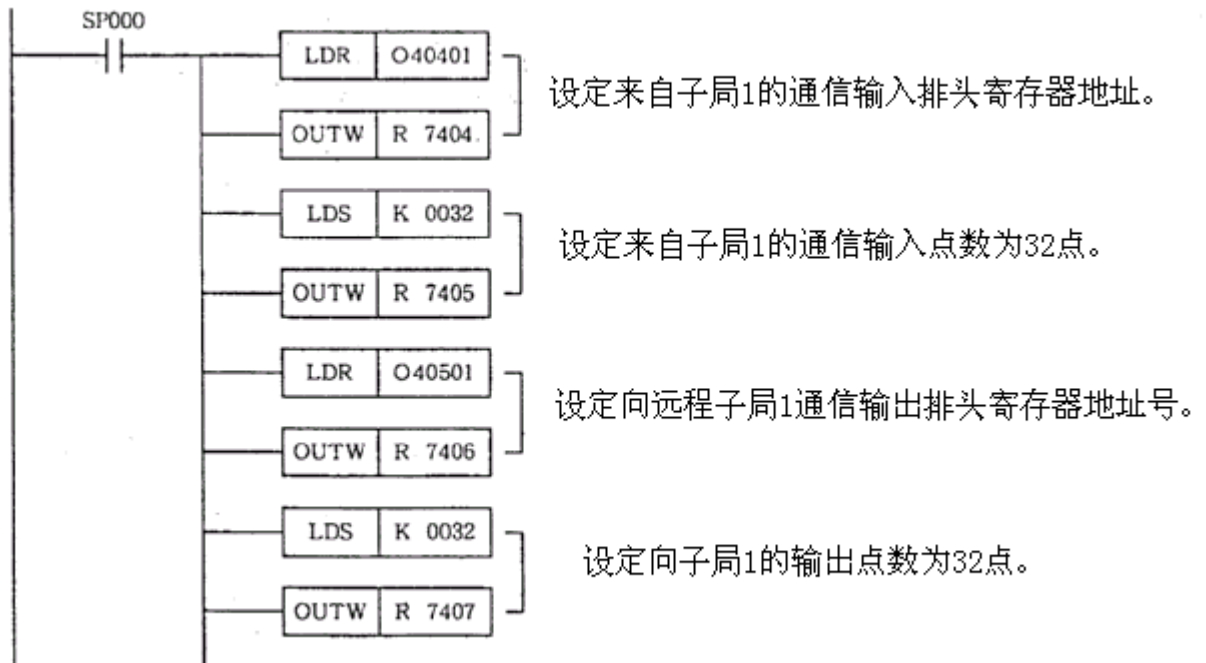 SP000
LDR O40401
设定来自子局1的通信输入排头寄存器地址。
OUTW R 7404
LDS K 0032
设定来自子局1的通信输入点数为32点。
OUTW R 7405
LDR O40501
设定向远程子局1通信输出排头寄存器地址号。
OUTW R 7406
LDS K 0032
设定向子局1的输出点数为32点。
OUTW R 7407